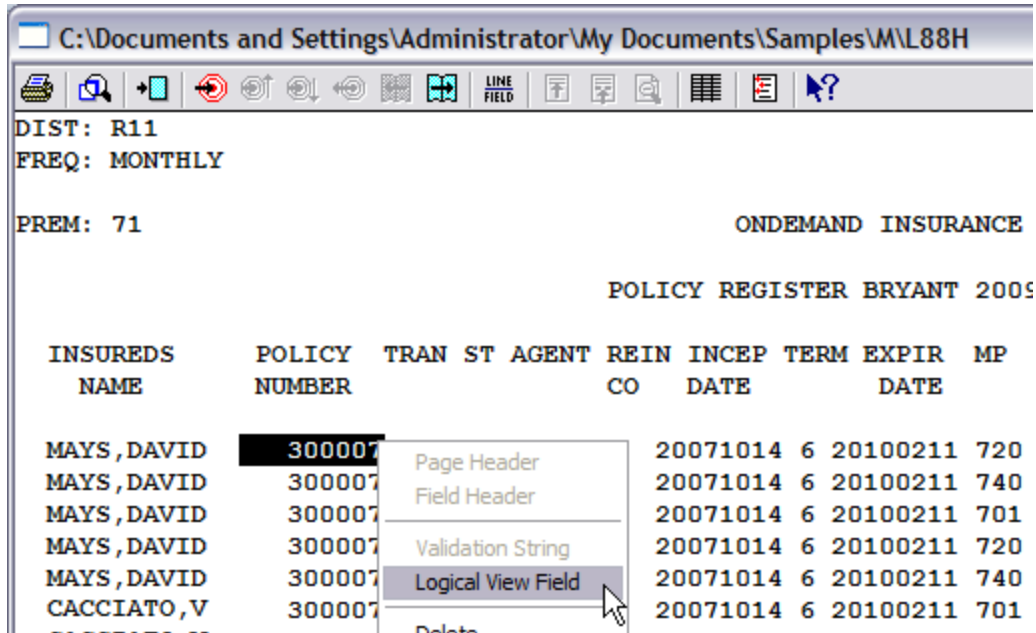 C:\Documents and Settings\Administrator\My Documents\Samples\M\L88H
LINE
FIELD
DIST: R11
FREQ: MONTHLY
PREM: 71 ONDEMAND INSURANCE
POLICY REGISTER BRYANT 2009
INSUREDS POLICY TRAN ST AGENT REIN INCEP TERM EXPIR MP
NAME NUMBER CO DATE DATE
MAYS,DAVID 300007 20071014 6 20100211 720
MAYS,DAVID 300007 20071014 6 20100211 740
MAYS,DAVID 300007 20071014 6 20100211 701
MAYS,DAVID 300007 20071014 6 20100211 720
MAYS,DAVID 300007 20071014 6 20100211 740
CACCIATO,V 300007 20071014 6 20100211 701
Page Header
Field Header
Validation String
Logical View Field
Delete